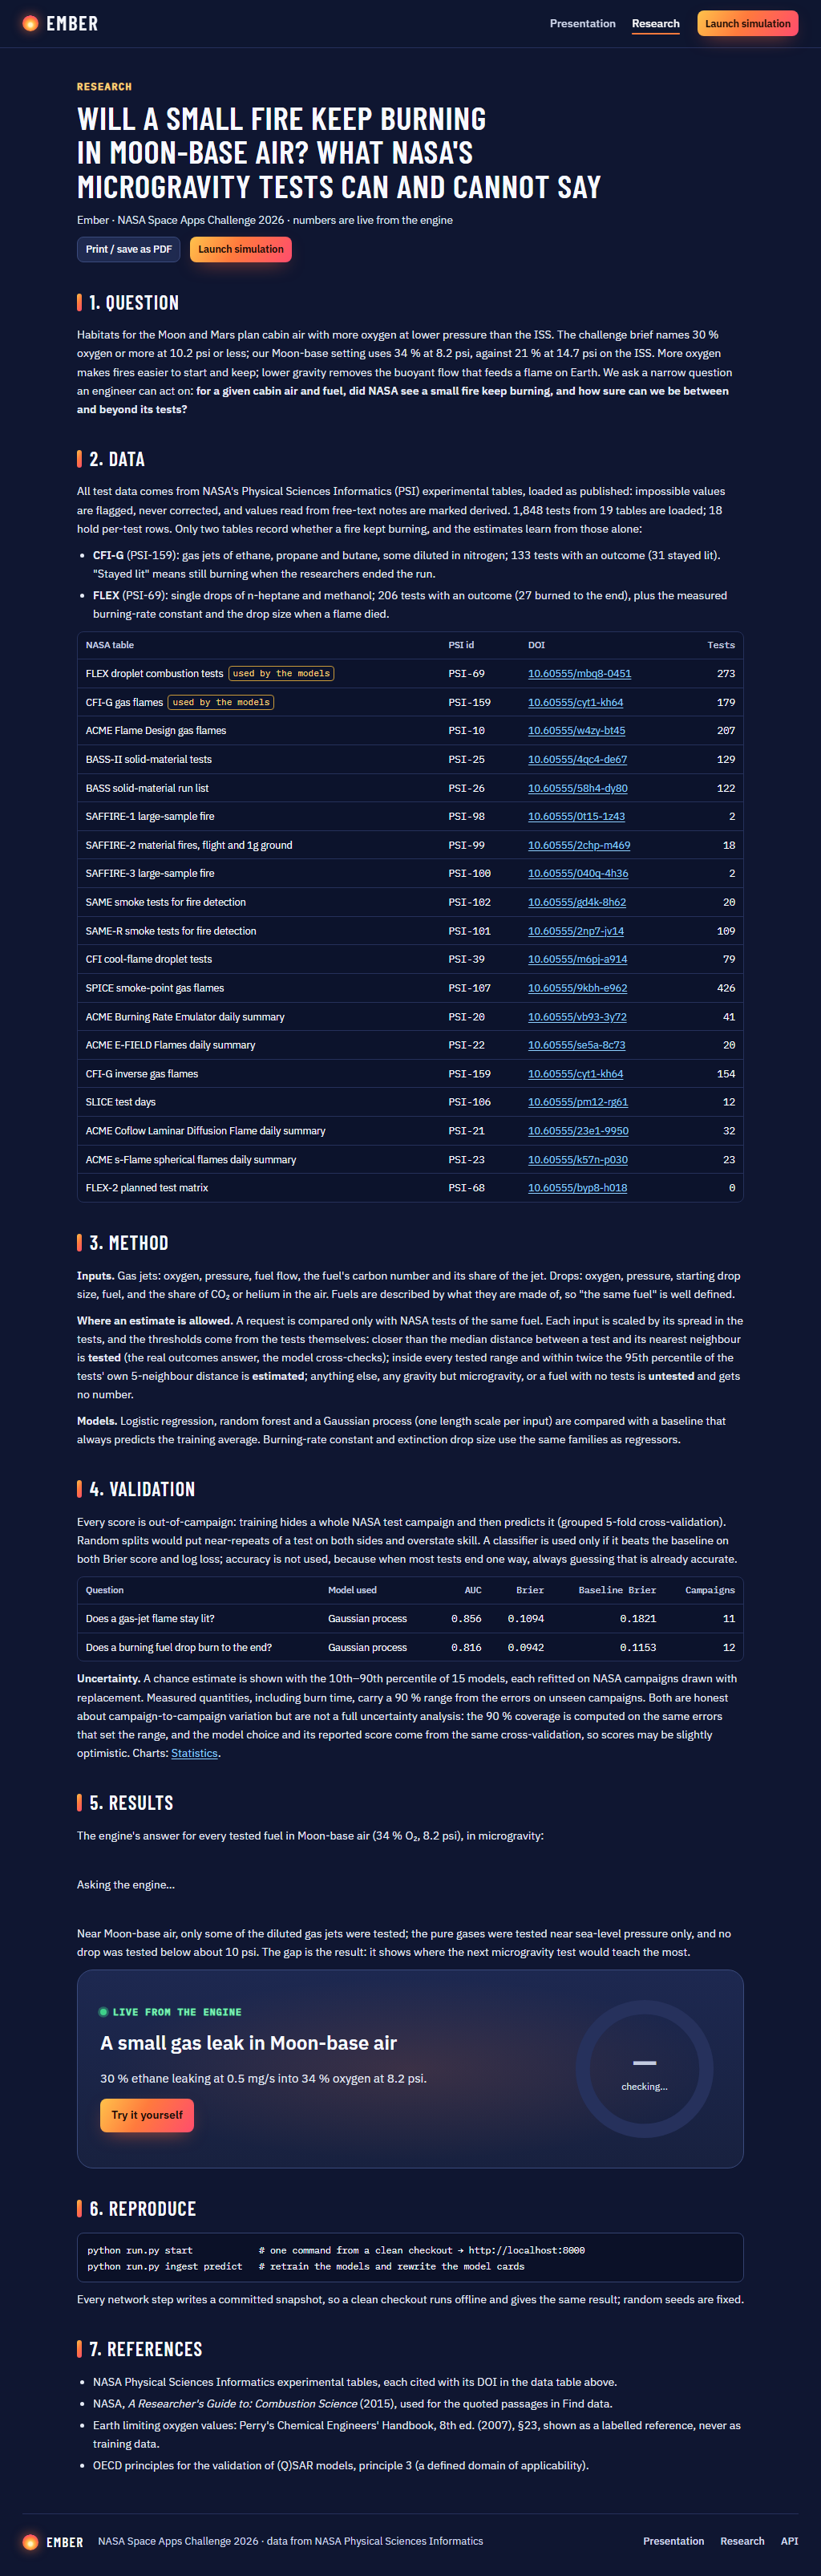 EMBER
Presentation
Research
Launch simulation
RESEARCH
WILL A SMALL FIRE KEEP BURNING
IN MOON-BASE AIR? WHAT NASA'S
MICROGRAVITY TESTS CAN AND CANNOT SAY
Ember · NASA Space Apps Challenge 2026 · numbers are live from the engine
Print / save as PDF
Launch simulation
1. QUESTION
Habitats for the Moon and Mars plan cabin air with more oxygen at lower pressure than the ISS. The challenge brief names 30 %
oxygen or more at 10.2 psi or less; our Moon-base setting uses 34 % at 8.2 psi, against 21 % at 14.7 psi on the ISS. More oxygen
makes fires easier to start and keep; lower gravity removes the buoyant flow that feeds a flame on Earth. We ask a narrow question
an engineer can act on: for a given cabin air and fuel, did NASA see a small fire keep burning, and how sure can we be between
and beyond its tests?
2. DATA
All test data comes from NASA's Physical Sciences Informatics (PSI) experimental tables, loaded as published: impossible values
are flagged, never corrected, and values read from free-text notes are marked derived. 1,848 tests from 19 tables are loaded; 18
hold per-test rows. Only two tables record whether a fire kept burning, and the estimates learn from those alone:
• CFI-G (PSI-159): gas jets of ethane, propane and butane, some diluted in nitrogen; 133 tests with an outcome (31 stayed lit).
"Stayed lit" means still burning when the researchers ended the run.
• FLEX (PSI-69): single drops of n-heptane and methanol; 206 tests with an outcome (27 burned to the end), plus the measured
burning-rate constant and the drop size when a flame died.
NASA table PSI id DOI Tests
FLEX droplet combustion tests used by the models PSI-69 10.60555/mbq8-0451 273
CFI-G gas flames used by the models PSI-159 10.60555/cyt1-kh64 179
ACME Flame Design gas flames PSI-10 10.60555/w4zy-bt45 207
BASS-II solid-material tests PSI-25 10.60555/4qc4-de67 129
BASS solid-material run list PSI-26 10.60555/58h4-dy80 122
SAFFIRE-1 large-sample fire PSI-98 10.60555/0t15-1z43 2
SAFFIRE-2 material fires, flight and 1g ground PSI-99 10.60555/2chp-m469 18
SAFFIRE-3 large-sample fire PSI-100 10.60555/040q-4h36 2
SAME smoke tests for fire detection PSI-102 10.60555/gd4k-8h62 20
SAME-R smoke tests for fire detection PSI-101 10.60555/2np7-jv14 109
CFI cool-flame droplet tests PSI-39 10.60555/m6pj-a914 79
SPICE smoke-point gas flames PSI-107 10.60555/9kbh-e962 426
ACME Burning Rate Emulator daily summary PSI-20 10.60555/vb93-3y72 41
ACME E-FIELD Flames daily summary PSI-22 10.60555/se5a-8c73 20
CFI-G inverse gas flames PSI-159 10.60555/cyt1-kh64 154
SLICE test days PSI-106 10.60555/pm12-rg61 12
ACME Coflow Laminar Diffusion Flame daily summary PSI-21 10.60555/23e1-9950 32
ACME s-Flame spherical flames daily summary PSI-23 10.60555/k57n-p030 23
FLEX-2 planned test matrix PSI-68 10.60555/byp8-h018 0
3. METHOD
Inputs. Gas jets: oxygen, pressure, fuel flow, the fuel's carbon number and its share of the jet. Drops: oxygen, pressure, starting drop
size, fuel, and the share of CO₂ or helium in the air. Fuels are described by what they are made of, so "the same fuel" is well defined.
Where an estimate is allowed. A request is compared only with NASA tests of the same fuel. Each input is scaled by its spread in the
tests, and the thresholds come from the tests themselves: closer than the median distance between a test and its nearest neighbour
is tested (the real outcomes answer, the model cross-checks); inside every tested range and within twice the 95th percentile of the
tests' own 5-neighbour distance is estimated; anything else, any gravity but microgravity, or a fuel with no tests is untested and gets
no number.
Models. Logistic regression, random forest and a Gaussian process (one length scale per input) are compared with a baseline that
always predicts the training average. Burning-rate constant and extinction drop size use the same families as regressors.
4. VALIDATION
Every score is out-of-campaign: training hides a whole NASA test campaign and then predicts it (grouped 5-fold cross-validation).
Random splits would put near-repeats of a test on both sides and overstate skill. A classifier is used only if it beats the baseline on
both Brier score and log loss; accuracy is not used, because when most tests end one way, always guessing that is already accurate.
Question Model used AUC Brier Baseline Brier Campaigns
Does a gas-jet flame stay lit? Gaussian process 0.856 0.1094 0.1821 11
Does a burning fuel drop burn to the end? Gaussian process 0.816 0.0942 0.1153 12
Uncertainty. A chance estimate is shown with the 10th–90th percentile of 15 models, each refitted on NASA campaigns drawn with
replacement. Measured quantities, including burn time, carry a 90 % range from the errors on unseen campaigns. Both are honest
about campaign-to-campaign variation but are not a full uncertainty analysis: the 90 % coverage is computed on the same errors
that set the range, and the model choice and its reported score come from the same cross-validation, so scores may be slightly
optimistic. Charts: Statistics.
5. RESULTS
The engine's answer for every tested fuel in Moon-base air (34 % O₂, 8.2 psi), in microgravity:
Asking the engine...
Near Moon-base air, only some of the diluted gas jets were tested; the pure gases were tested near sea-level pressure only, and no
drop was tested below about 10 psi. The gap is the result: it shows where the next microgravity test would teach the most.
LIVE FROM THE ENGINE
A small gas leak in Moon-base air
30 % ethane leaking at 0.5 mg/s into 34 % oxygen at 8.2 psi.
Try it yourself
—
checking...
6. REPRODUCE
python run.py start # one command from a clean checkout → http://localhost:8000
python run.py ingest predict # retrain the models and rewrite the model cards
Every network step writes a committed snapshot, so a clean checkout runs offline and gives the same result; random seeds are fixed.
7. REFERENCES
• NASA Physical Sciences Informatics experimental tables, each cited with its DOI in the data table above.
• NASA, A Researcher's Guide to: Combustion Science (2015), used for the quoted passages in Find data.
• Earth limiting oxygen values: Perry's Chemical Engineers' Handbook, 8th ed. (2007), §23, shown as a labelled reference, never as
training data.
• OECD principles for the validation of (Q)SAR models, principle 3 (a defined domain of applicability).
EMBER
NASA Space Apps Challenge 2026 · data from NASA Physical Sciences Informatics
Presentation
Research
API